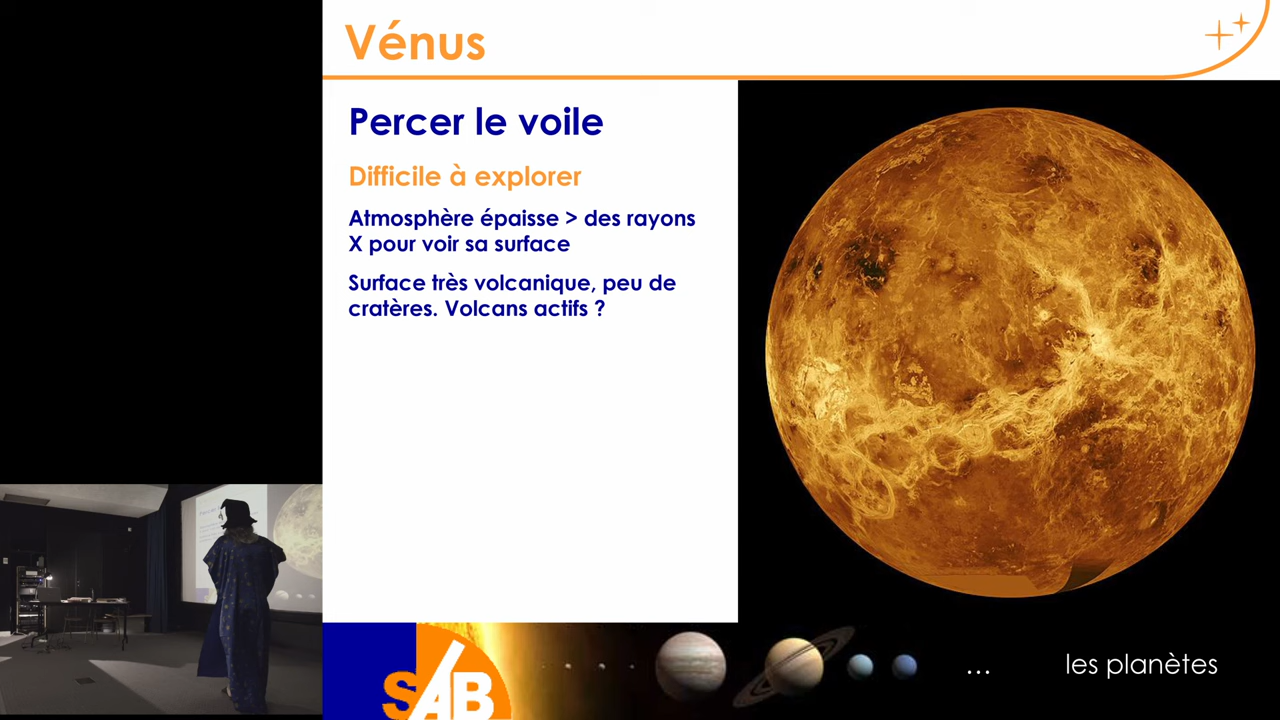 Vénus
Percer le voile
Difficile à explorer
Atmosphère épaisse > des rayons
X pour voir sa surface
Surface très volcanique, peu de
cratères. Volcans actifs ?
SAB
... les planètes